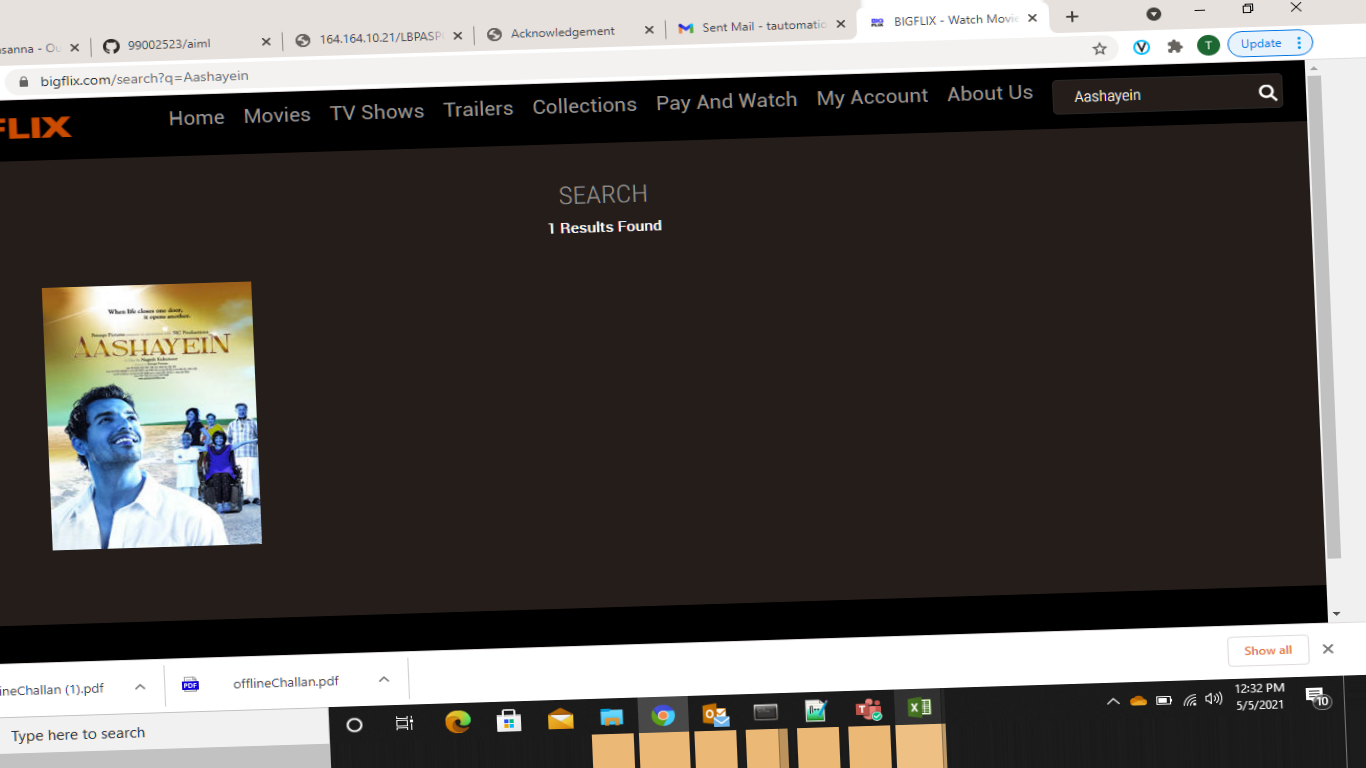 asanna - Ou
99002523/aiml
164.164.10.21/LBPASPO
Acknowledgement
Sent Mail - tautomatio
BIGFLIX - Watch Movie
bigflix.com/search?q=Aashayein
T
Update
FLIX
Home
Movies
TV Shows
Trailers
Collections
Pay And Watch
My Account
About Us
Aashayein
SEARCH
1 Results Found
When life closes one door,
it opens another.
AASHAYEIN
ineChallan (1).pdf
PDF
offlineChallan.pdf
Show all
Type here to search
12:32 PM
5/5/2021
10